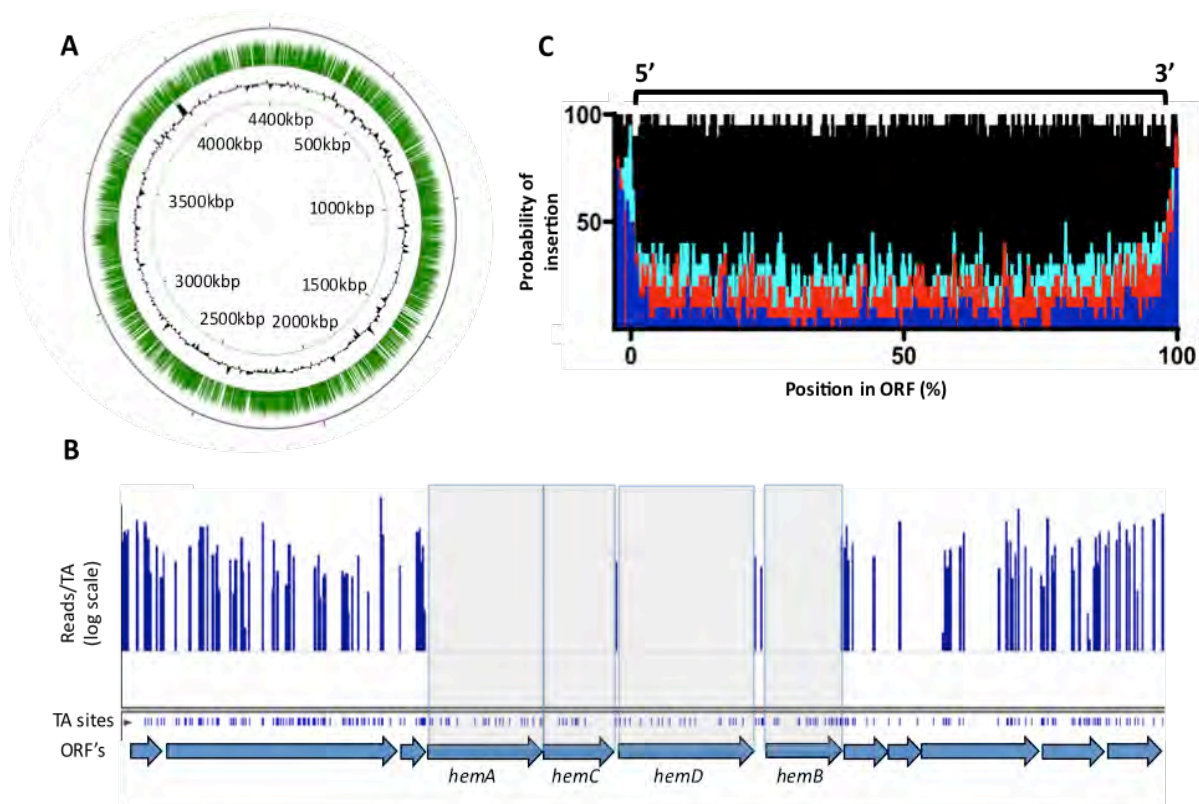 A
4400kbp
4000kbp
500kbp
3500kbp
1000kbp
3000kbp
1500kbp
2500kbp
2000kbp
C
5’
3’
100
50
Probability of
insertion
0
50
100
Position in ORF (%)
B
Reads/TA
(log scale)
TA sites
ORF's
hemA
hemC
hemD
hemB